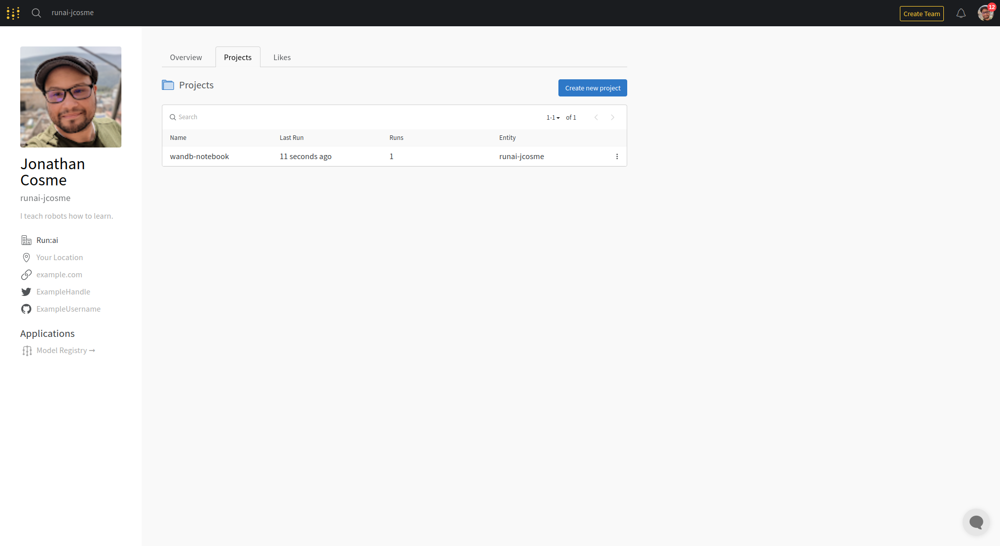 runai-jcosme
Create Team
12
Overview
Projects
Likes
Projects
Create new project
Search
1-1 of 1
Name Last Run Runs Entity
wandb-notebook 11 seconds ago 1 runai-jcosme
Jonathan
Cosme
runai-jcosme
I teach robots how to learn.
Run:ai
Your Location
example.com
ExampleHandle
ExampleUsername
Applications
Model Registry →